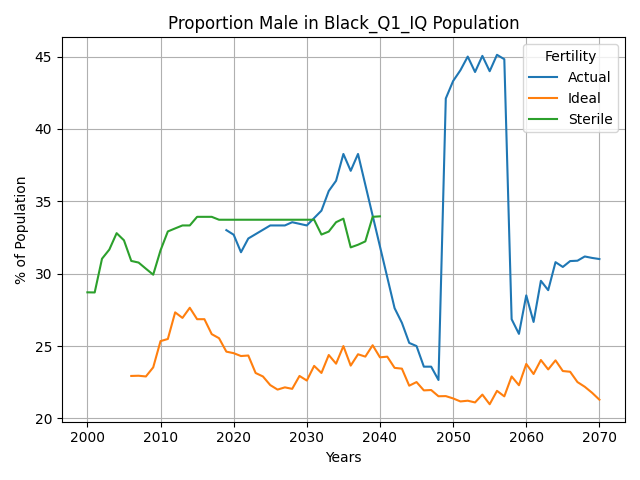 Proportion Male in Black_Q1_IQ Population
Fertility
Actual
Ideal
Sterile
% of Population
45
40
35
30
25
20
2000 2010 2020 2030 2040 2050 2060 2070
Years